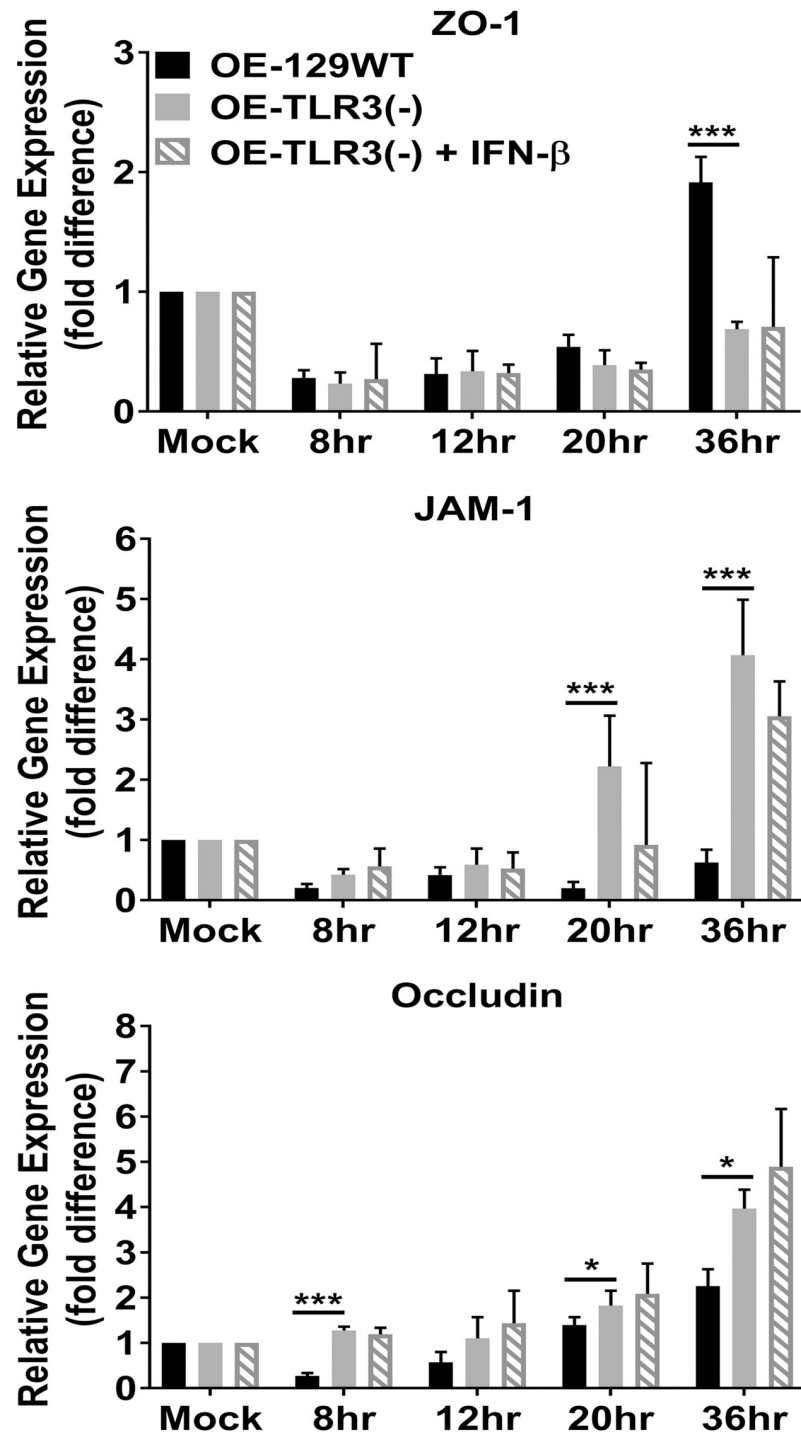 ZO-1
OE-129WT
OE-TLR3(-)
OE-TLR3(-) + IFN-β
Relative Gene Expression
(fold difference)
3
2
1
0
***
Mock 8hr 12hr 20hr 36hr
JAM-1
Relative Gene Expression
(fold difference)
6
5
4
3
2
1
0
***
***
Mock 8hr 12hr 20hr 36hr
Occludin
Relative Gene Expression
(fold difference)
8
7
6
5
4
3
2
1
0
***
*
*
Mock 8hr 12hr 20hr 36hr